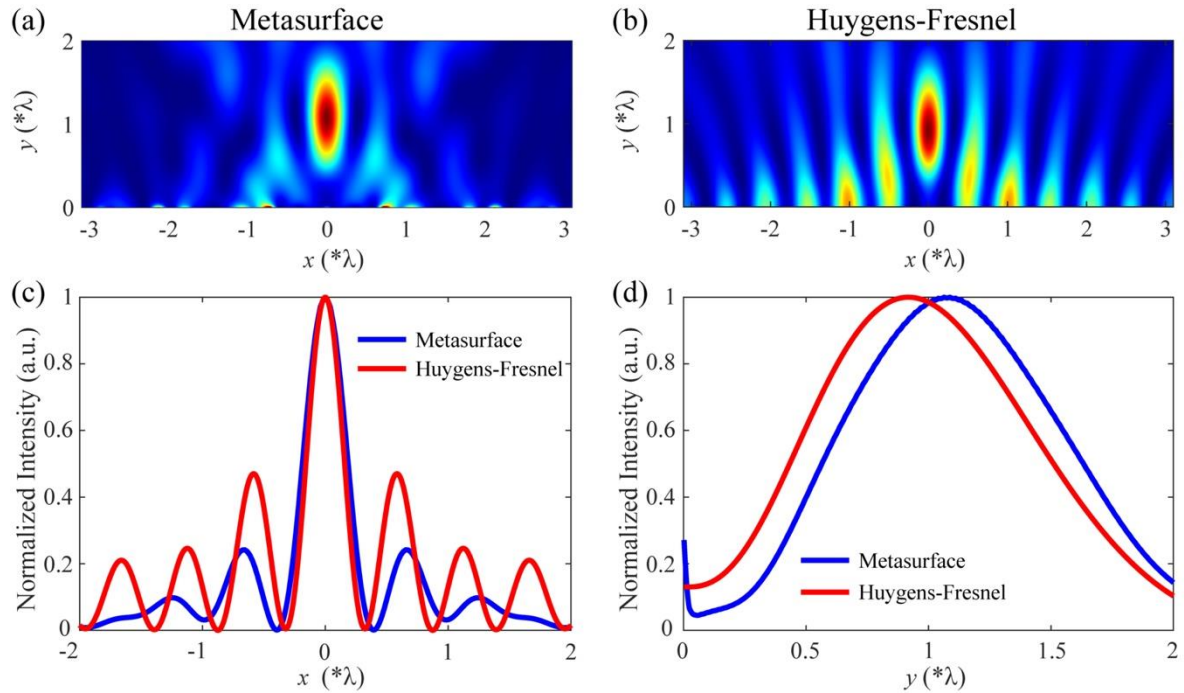 (a) Metasurface
(b) Huygens-Fresnel
2
1
0
y (*λ)
-3 -2 -1 0 1 2 3
x (*λ)
2
1
0
y (*λ)
-3 -2 -1 0 1 2 3
x (*λ)
(c)
Normalized Intensity (a.u.)
1
0.8
0.6
0.4
0.2
0
Metasurface
Huygens-Fresnel
-2 -1 0 1 2
x (*λ)
(d)
Normalized Intensity (a.u.)
1
0.8
0.6
0.4
0.2
0
Metasurface
Huygens-Fresnel
0 0.5 1 1.5 2
y (*λ)